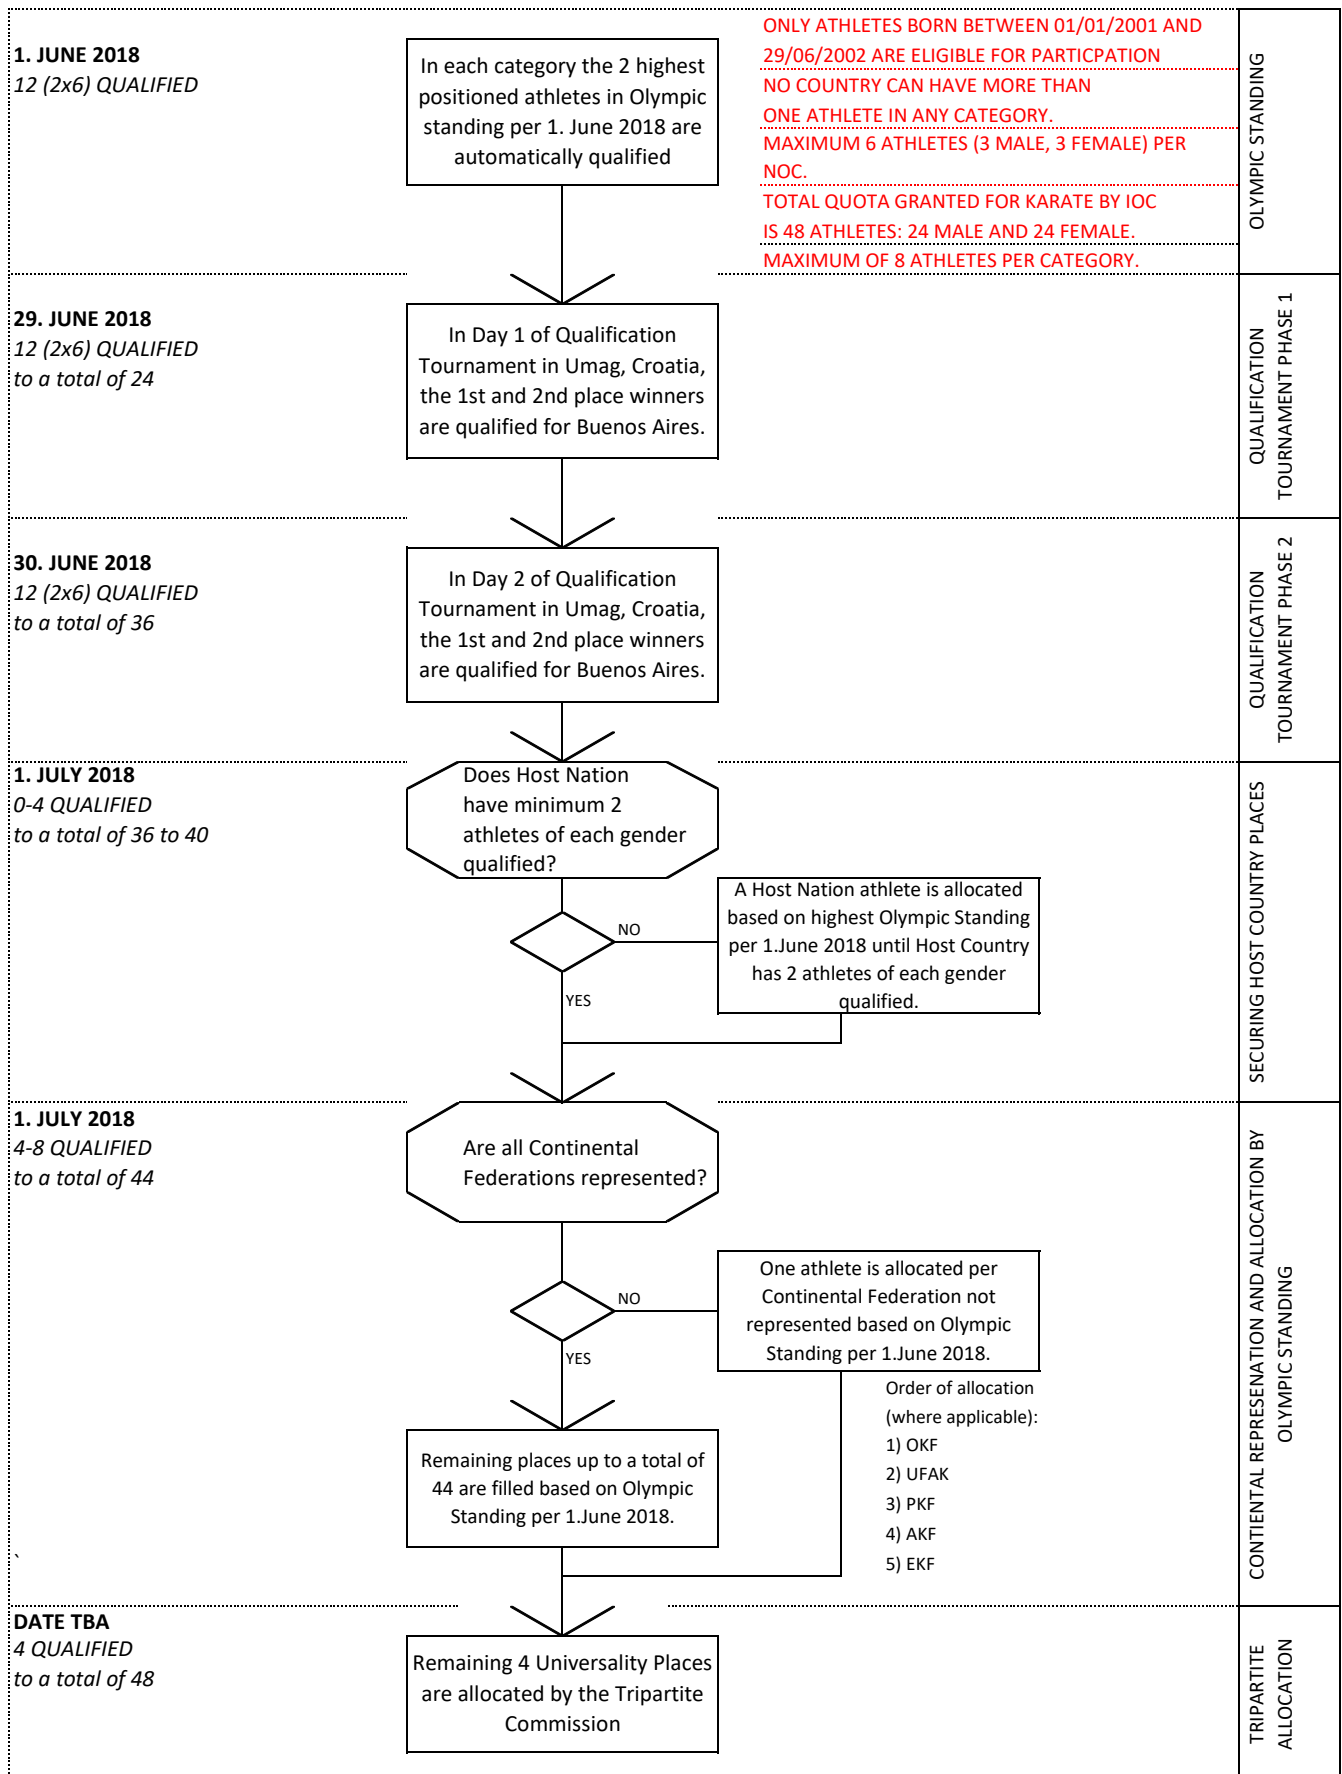 1. JUNE 2018
12 (2x6) QUALIFIED
In each category the 2 highest
positioned athletes in Olympic
standing per 1. June 2018 are
automatically qualified
ONLY ATHLETES BORN BETWEEN 01/01/2001 AND
29/06/2002 ARE ELIGIBLE FOR PARTICPATION
NO COUNTRY CAN HAVE MORE THAN
ONE ATHLETE IN ANY CATEGORY.
MAXIMUM 6 ATHLETES (3 MALE, 3 FEMALE) PER
NOC.
TOTAL QUOTA GRANTED FOR KARATE BY IOC
IS 48 ATHLETES: 24 MALE AND 24 FEMALE.
MAXIMUM OF 8 ATHLETES PER CATEGORY.
OLYMPIC STANDING
29. JUNE 2018
12 (2x6) QUALIFIED
to a total of 24
In Day 1 of Qualification
Tournament in Umag, Croatia,
the 1st and 2nd place winners
are qualified for Buenos Aires.
QUALIFICATION
TOURNAMENT PHASE 1
30. JUNE 2018
12 (2x6) QUALIFIED
to a total of 36
In Day 2 of Qualification
Tournament in Umag, Croatia,
the 1st and 2nd place winners
are qualified for Buenos Aires.
QUALIFICATION
TOURNAMENT PHASE 2
1. JULY 2018
0-4 QUALIFIED
to a total of 36 to 40
Does Host Nation
have minimum 2
athletes of each gender
qualified?
NO
YES
A Host Nation athlete is allocated
based on highest Olympic Standing
per 1.June 2018 until Host Country
has 2 athletes of each gender
qualified.
SECURING HOST COUNTRY PLACES
1. JULY 2018
4-8 QUALIFIED
to a total of 44
Are all Continental
Federations represented?
NO
YES
One athlete is allocated per
Continental Federation not
represented based on Olympic
Standing per 1.June 2018.
Order of allocation
(where applicable):
1) OKF
2) UFAK
3) PKF
4) AKF
5) EKF
Remaining places up to a total of
44 are filled based on Olympic
Standing per 1.June 2018.
`
CONTIENTAL REPRESENATION AND ALLOCATION BY
OLYMPIC STANDING
DATE TBA
4 QUALIFIED
to a total of 48
Remaining 4 Universality Places
are allocated by the Tripartite
Commission
TRIPARTITE
ALLOCATION